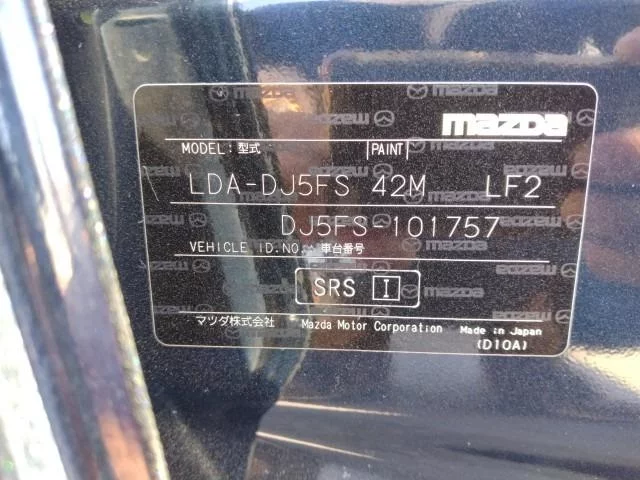 mazda
MODEL:型式 PAINT
LDA-DJ5FS 42M LF2
DJ5FS-101757
VEHICLE ID.NO. 車台番号
SRS I
マツダ株式会社 Mazda Motor Corporation Made in Japan
(D10A)